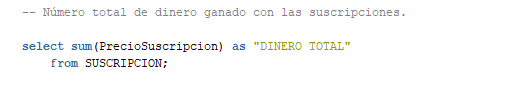 -- Número total de dinero ganado con las suscripciones.
select sum(PrecioSuscripcion) as "DINERO TOTAL"
from SUSCRIPCION;